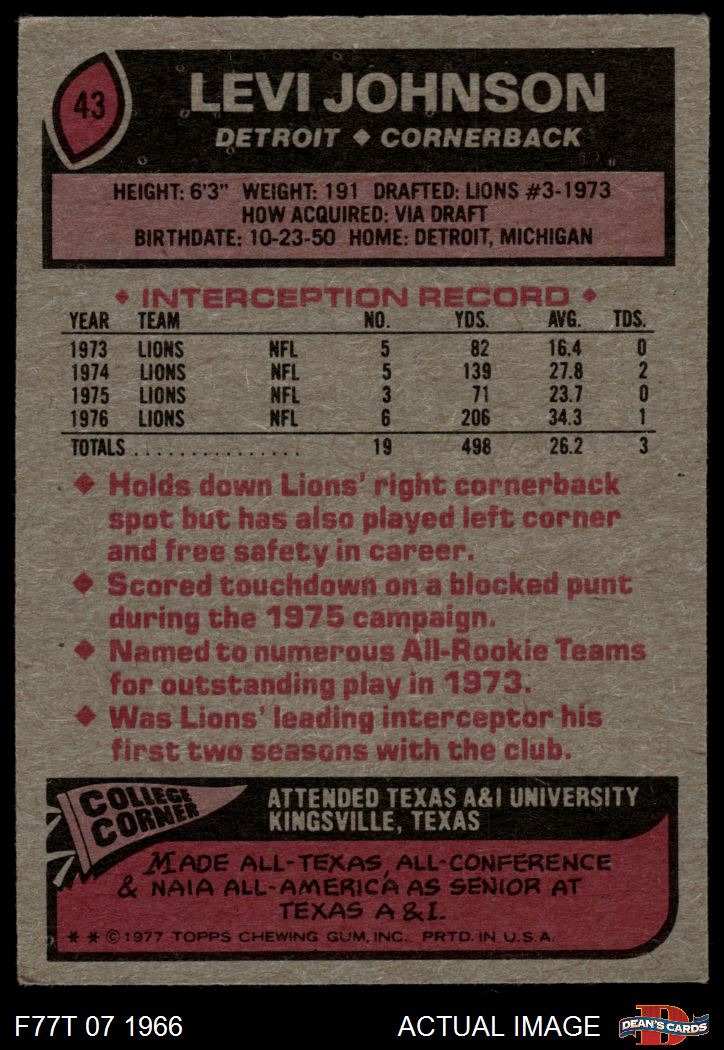 43
LEVI JOHNSON
DETROIT ◆ CORNERBACK
HEIGHT: 6'3" WEIGHT: 191 DRAFTED: LIONS #3-1973
HOW ACQUIRED: VIA DRAFT
BIRTHDATE: 10-23-50 HOME: DETROIT, MICHIGAN
◆ INTERCEPTION RECORD ◆
YEAR TEAM NO. YDS. AVG. TDS.
1973 LIONS NFL 5 82 16.4 0
1974 LIONS NFL 5 139 27.8 2
1975 LIONS NFL 3 71 23.7 0
1976 LIONS NFL 6 206 34.3 1
TOTALS ................ 19 498 26.2 3
◆ Holds down Lions' right cornerback
spot but has also played left corner
and free safety in career.
◆ Scored touchdown on a blocked punt
during the 1975 campaign.
◆ Named to numerous All-Rookie Teams
for outstanding play in 1973.
◆ Was Lions' leading interceptor his
first two seasons with the club.
COLLEGE
CORNER
ATTENDED TEXAS A&I UNIVERSITY
KINGSVILLE, TEXAS
MADE ALL-TEXAS, ALL-CONFERENCE
& NAIA ALL-AMERICA AS SENIOR AT
TEXAS A & I.
* * © 1977 TOPPS CHEWING GUM, INC. PRTD. IN U.S.A.
F77T 07 1966
ACTUAL IMAGE
D
DEAN'S CARDS